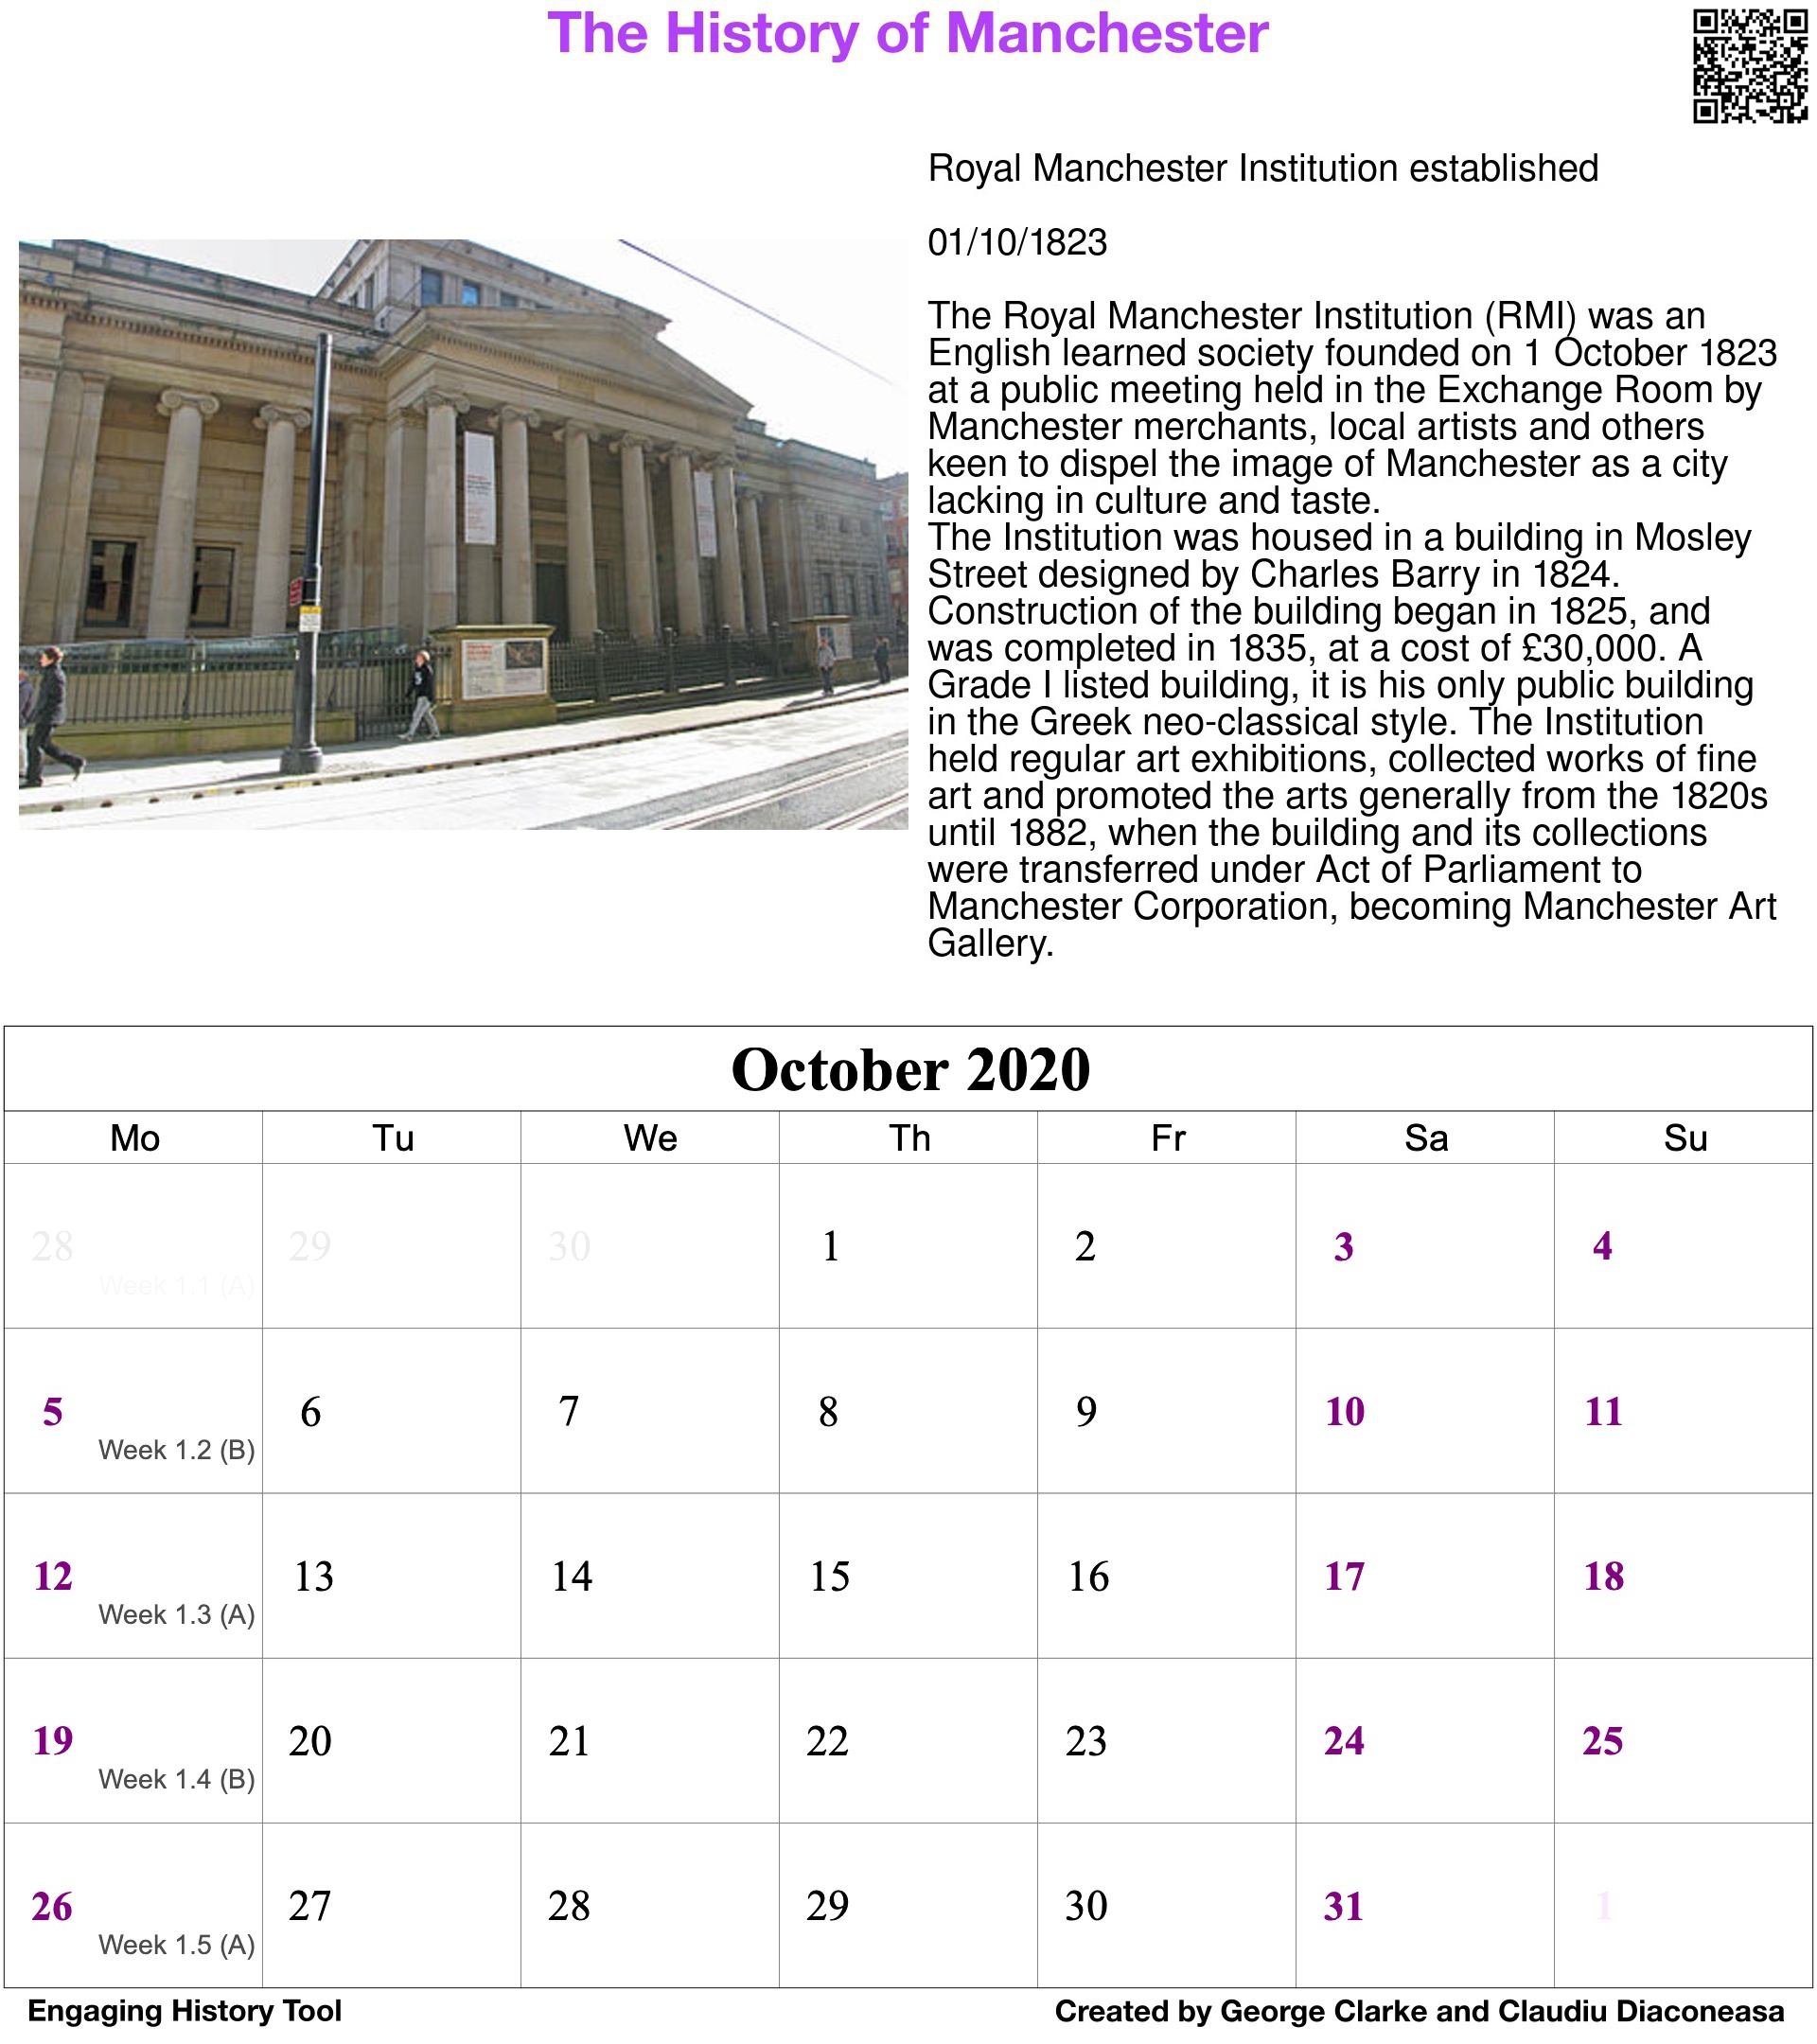 The History of Manchester
Royal Manchester Institution established
01/10/1823
The Royal Manchester Institution (RMI) was an
English learned society founded on 1 October 1823
at a public meeting held in the Exchange Room by
Manchester merchants, local artists and others
keen to dispel the image of Manchester as a city
lacking in culture and taste.
The Institution was housed in a building in Mosley
Street designed by Charles Barry in 1824.
Construction of the building began in 1825, and
was completed in 1835, at a cost of £30,000. A
Grade I listed building, it is his only public building
in the Greek neo-classical style. The Institution
held regular art exhibitions, collected works of fine
art and promoted the arts generally from the 1820s
until 1882, when the building and its collections
were transferred under Act of Parliament to
Manchester Corporation, becoming Manchester Art
Gallery.
October 2020
Mo Tu We Th Fr Sa Su
28 29 30 1 2 3 4
Week 1.1 (A)
5 6 7 8 9 10 11
Week 1.2 (B)
12 13 14 15 16 17 18
Week 1.3 (A)
19 20 21 22 23 24 25
Week 1.4 (B)
26 27 28 29 30 31 1
Week 1.5 (A)
Engaging History Tool Created by George Clarke and Claudiu Diaconeasa